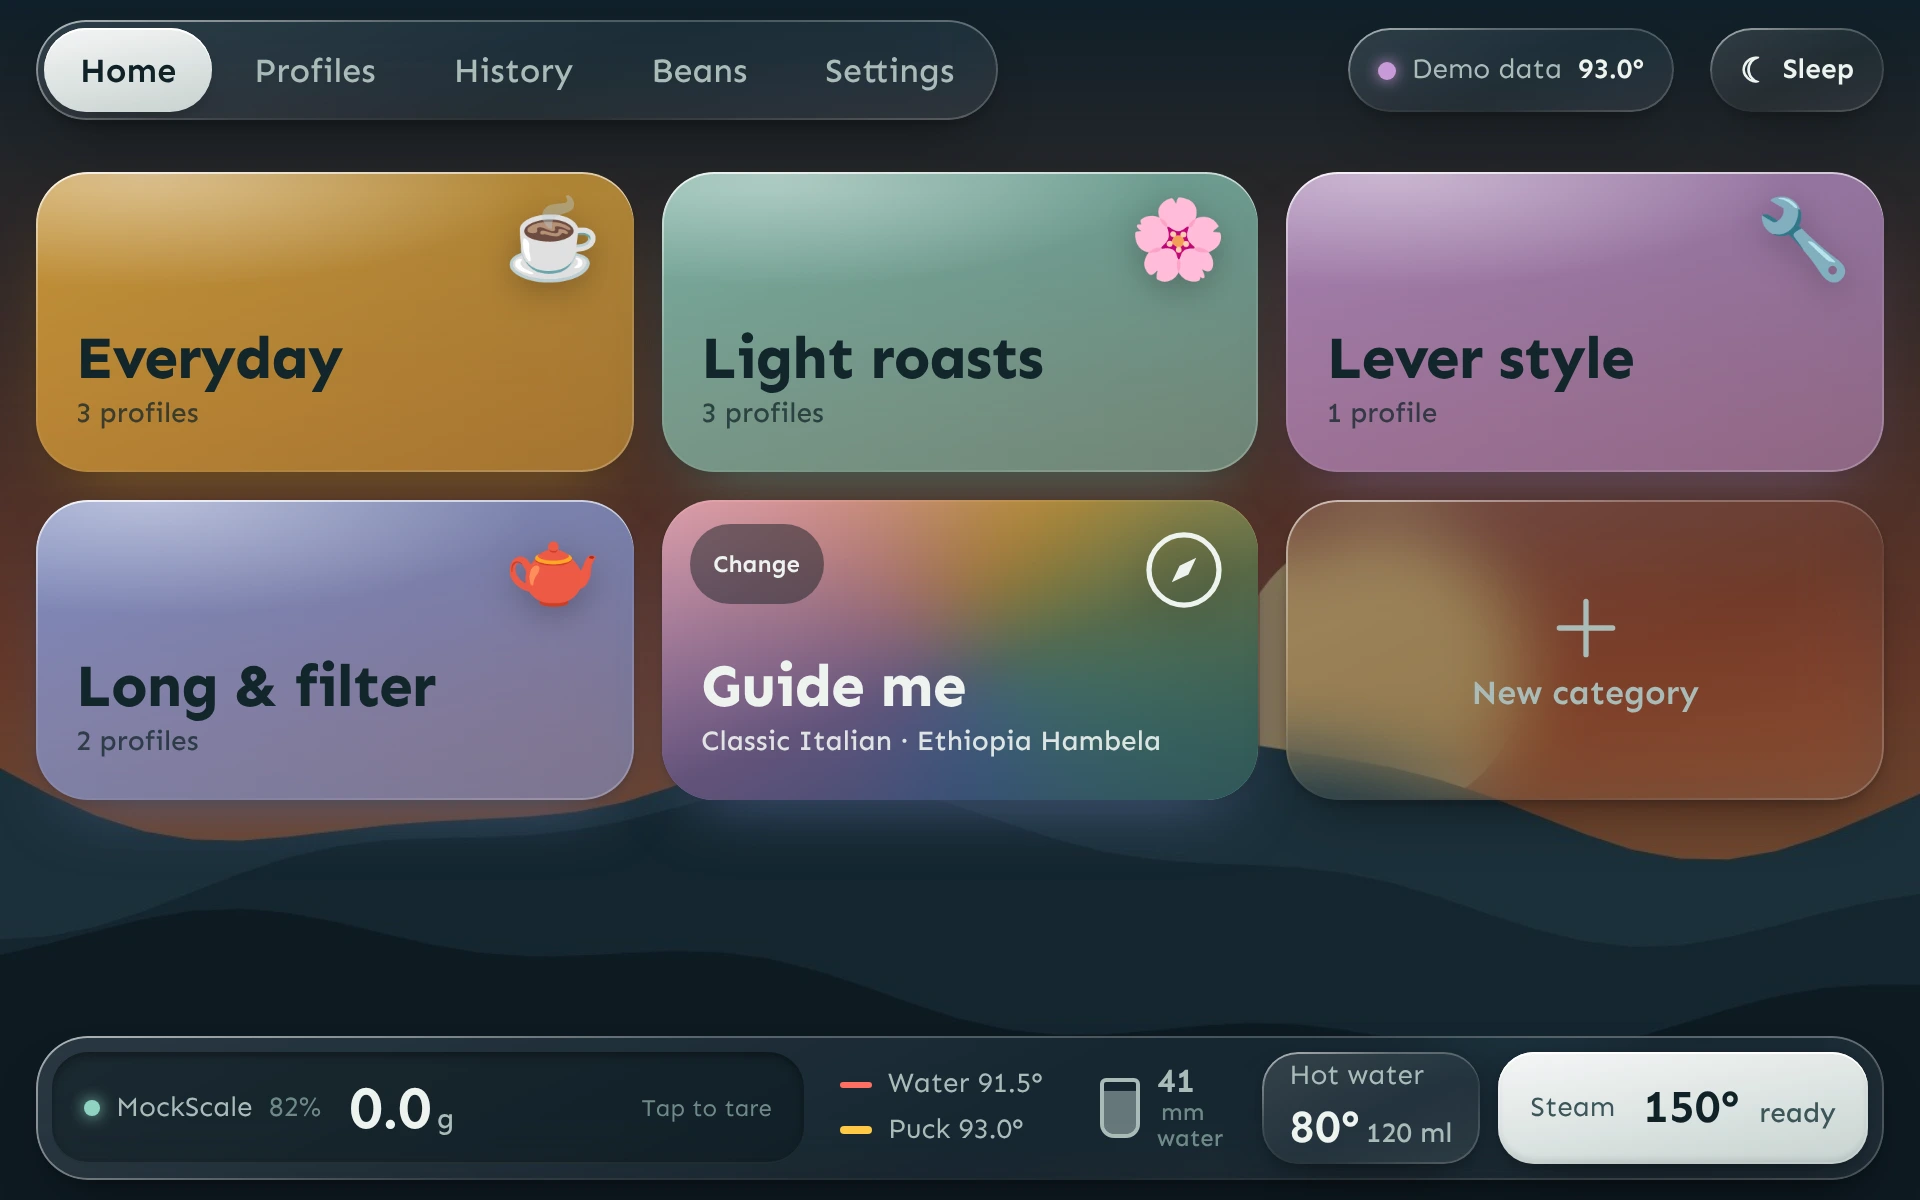 Home Profiles History Beans Settings Demo data 93.0° Sleep
Everyday
3 profiles
Light roasts
3 profiles
Lever style
1 profile
Long & filter
2 profiles
Change
Guide me
Classic Italian · Ethiopia Hambela
New category
MockScale 82% 0.0 g Tap to tare
Water 91.5°
Puck 93.0°
41
mm
water
Hot water
80° 120 ml
Steam 150° ready